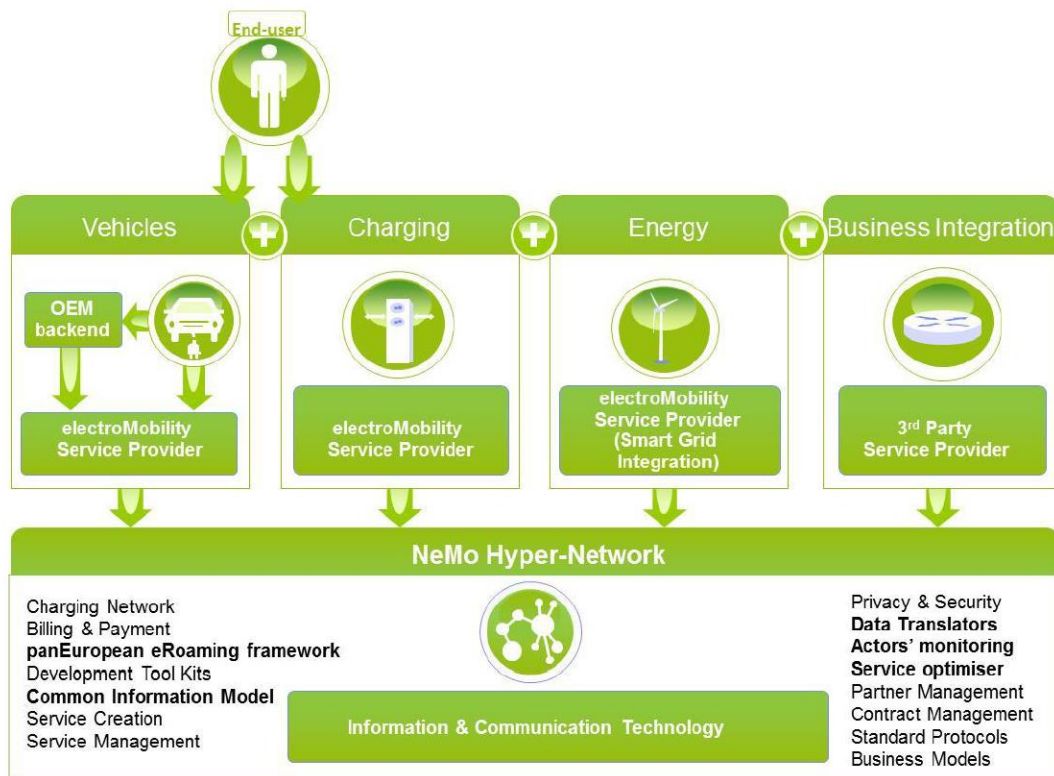 End-user
Vehicles
Charging
Energy
Business Integration
OEM
backend
electroMobility
Service Provider
electroMobility
Service Provider
electroMobility
Service Provider
(Smart Grid
Integration)
3rd Party
Service Provider
NeMo Hyper-Network
Charging Network
Billing & Payment
panEuropean eRoaming framework
Development Tool Kits
Common Information Model
Service Creation
Service Management
Information & Communication Technology
Privacy & Security
Data Translators
Actors' monitoring
Service optimiser
Partner Management
Contract Management
Standard Protocols
Business Models